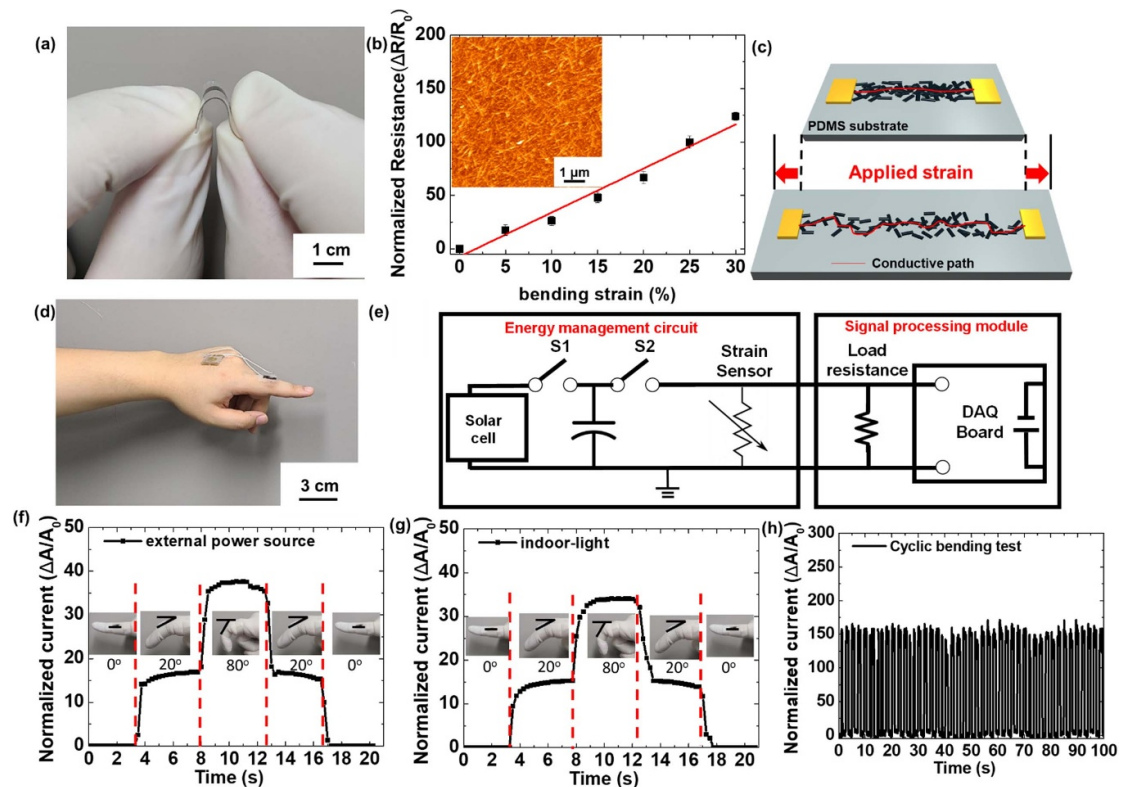 (a)
1 cm
(b)
Normalized Resistance(ΔR/R₀)
200
150
100
50
0
1 µm
0 5 10 15 20 25 30
bending strain (%)
(c)
PDMS substrate
Applied strain
Conductive path
(d)
3 cm
(e)
Energy management circuit
S1
S2
Strain
Sensor
Solar
cell
Signal processing module
Load
resistance
DAQ
Board
(f)
Normalized current (ΔA/A₀)
50
40
30
20
10
0
external power source
0° 20° 80° 20° 0°
0 2 4 6 8 10 12 14 16 18 20
Time (s)
(g)
Normalized current (ΔA/A₀)
50
40
30
20
10
0
indoor-light
0° 20° 80° 20° 0°
0 2 4 6 8 10 12 14 16 18 20
Time (s)
(h)
Normalized current (ΔA/A₀)
300
250
200
150
100
50
0
Cyclic bending test
0 10 20 30 40 50 60 70 80 90 100
Time (s)